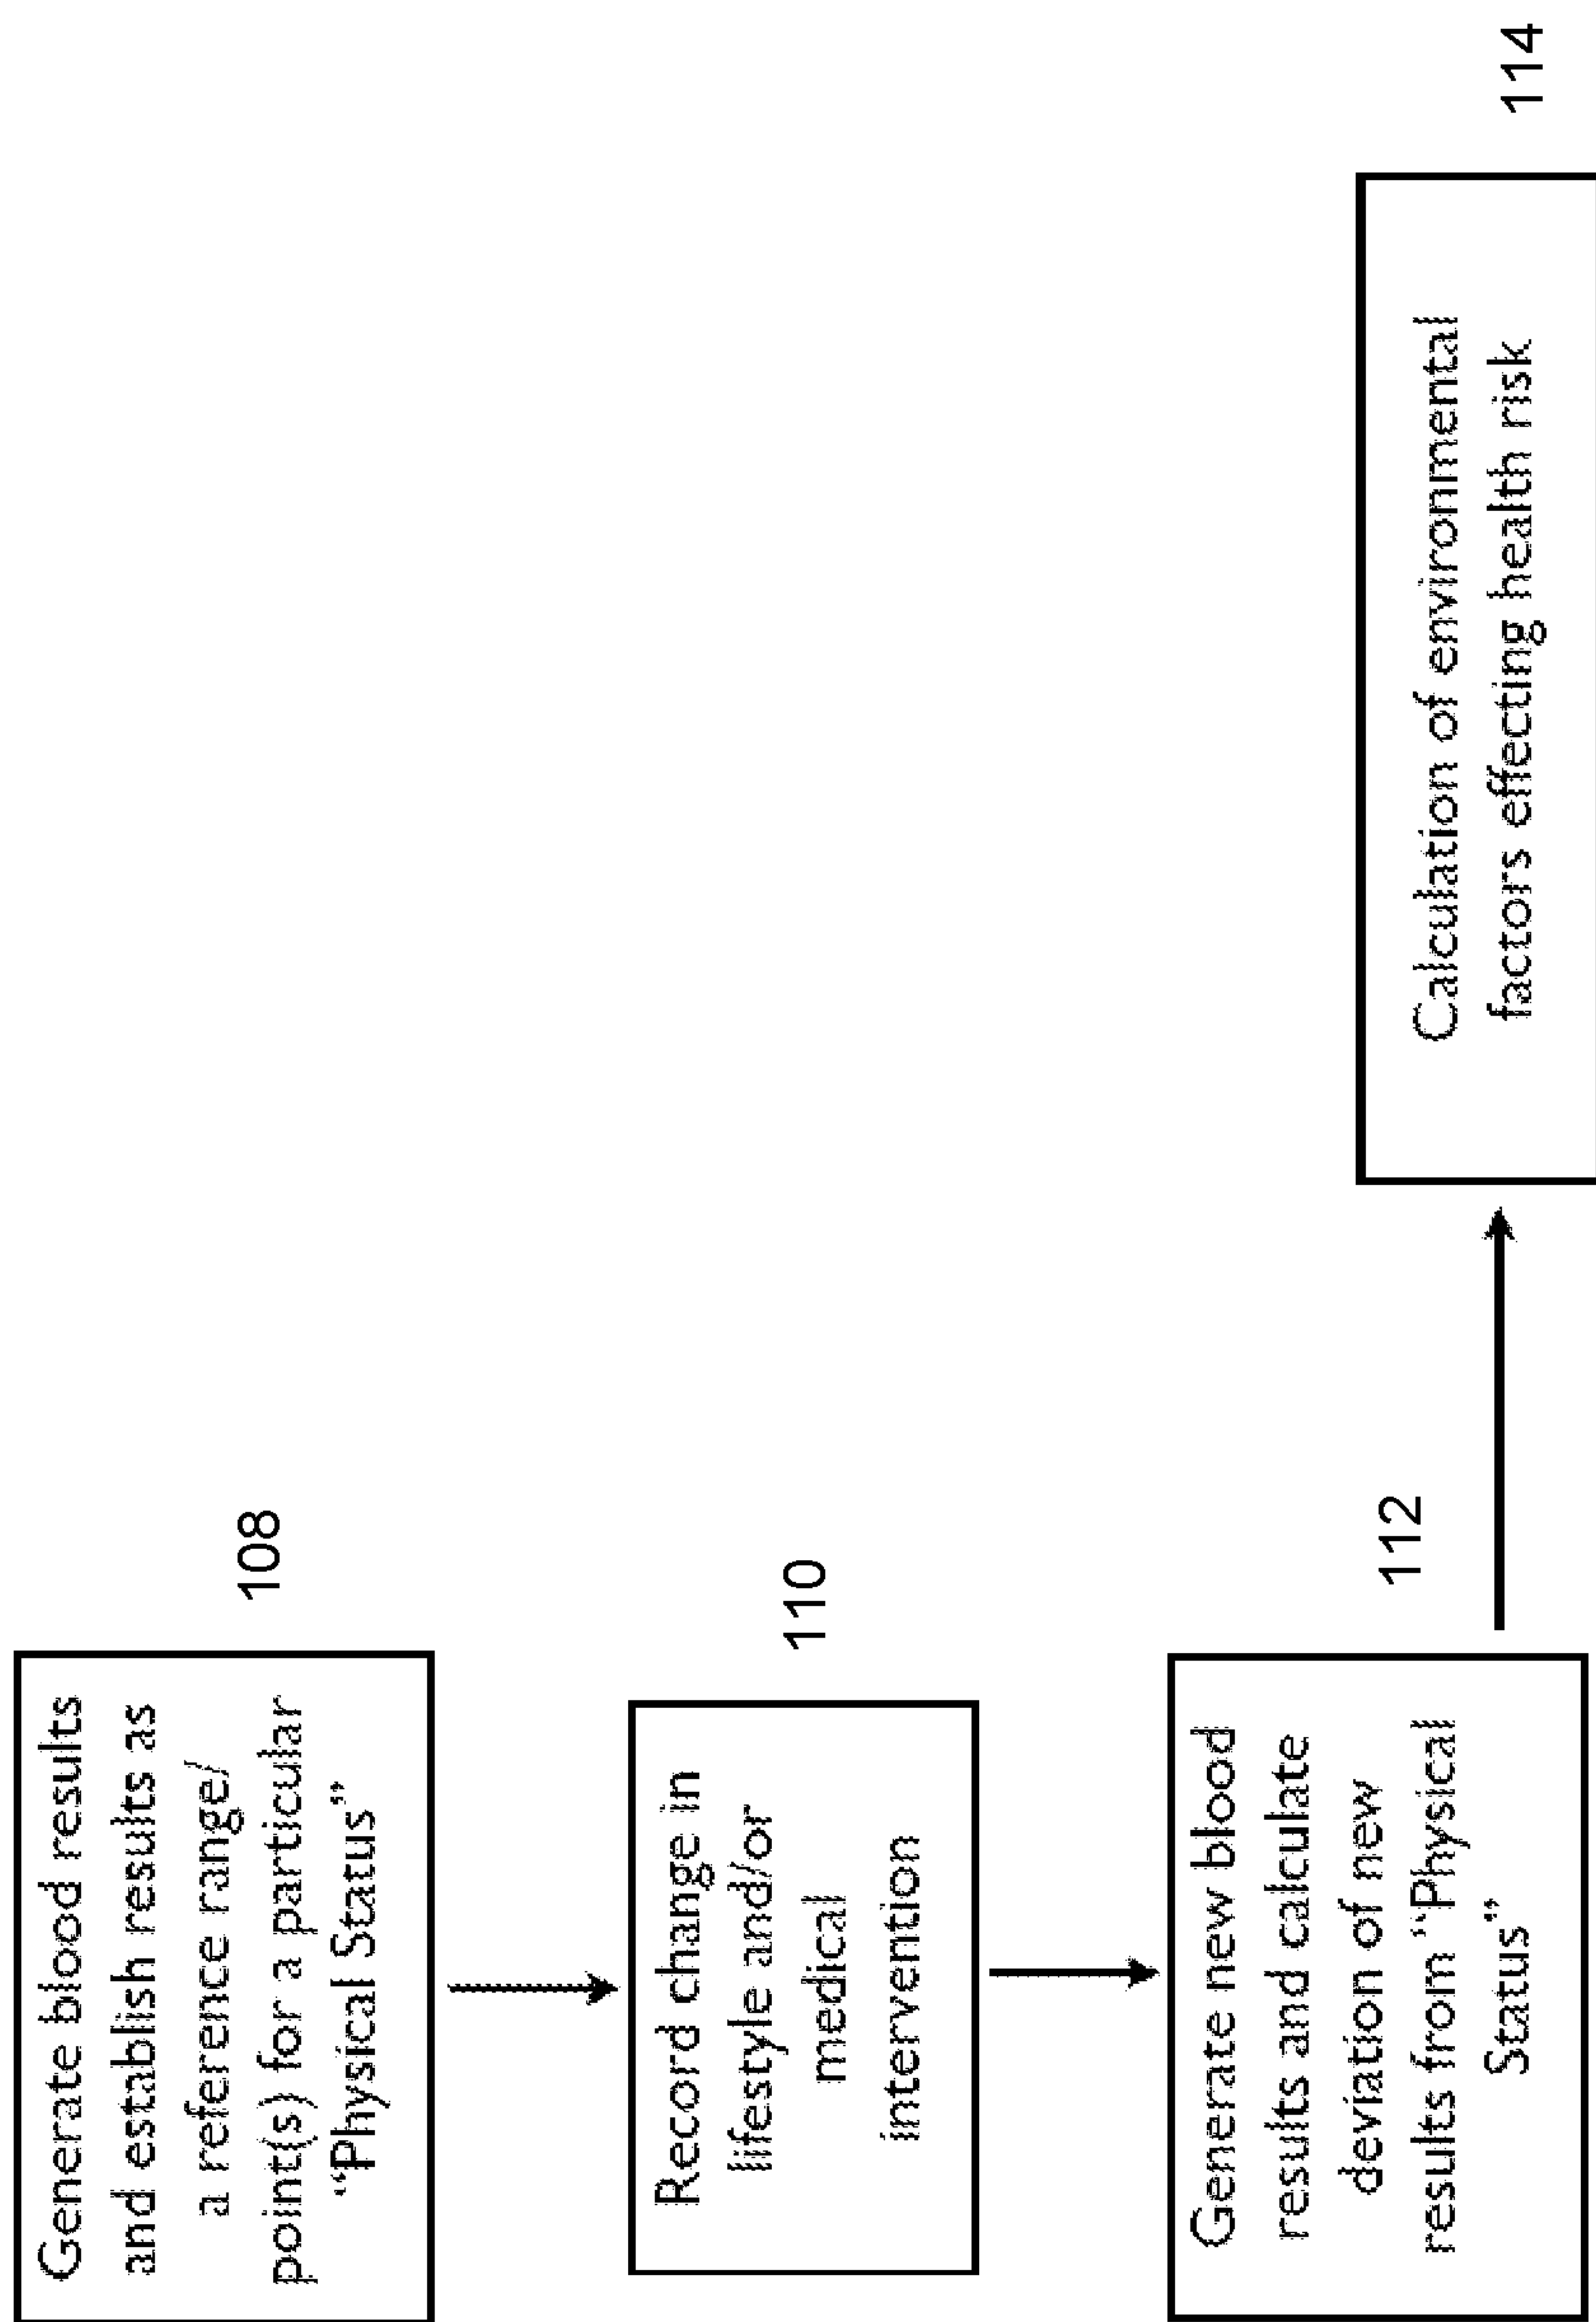 Generate blood results
and establish results as
a reference range/
point(s) for a particular
“Physical Status”
108
Record change in
lifestyle and/or
medical
intervention
110
Generate new blood
results and calculate
deviation of new
results from “Physical
Status”
112
Calculation of environmental
factors effecting health risk
114